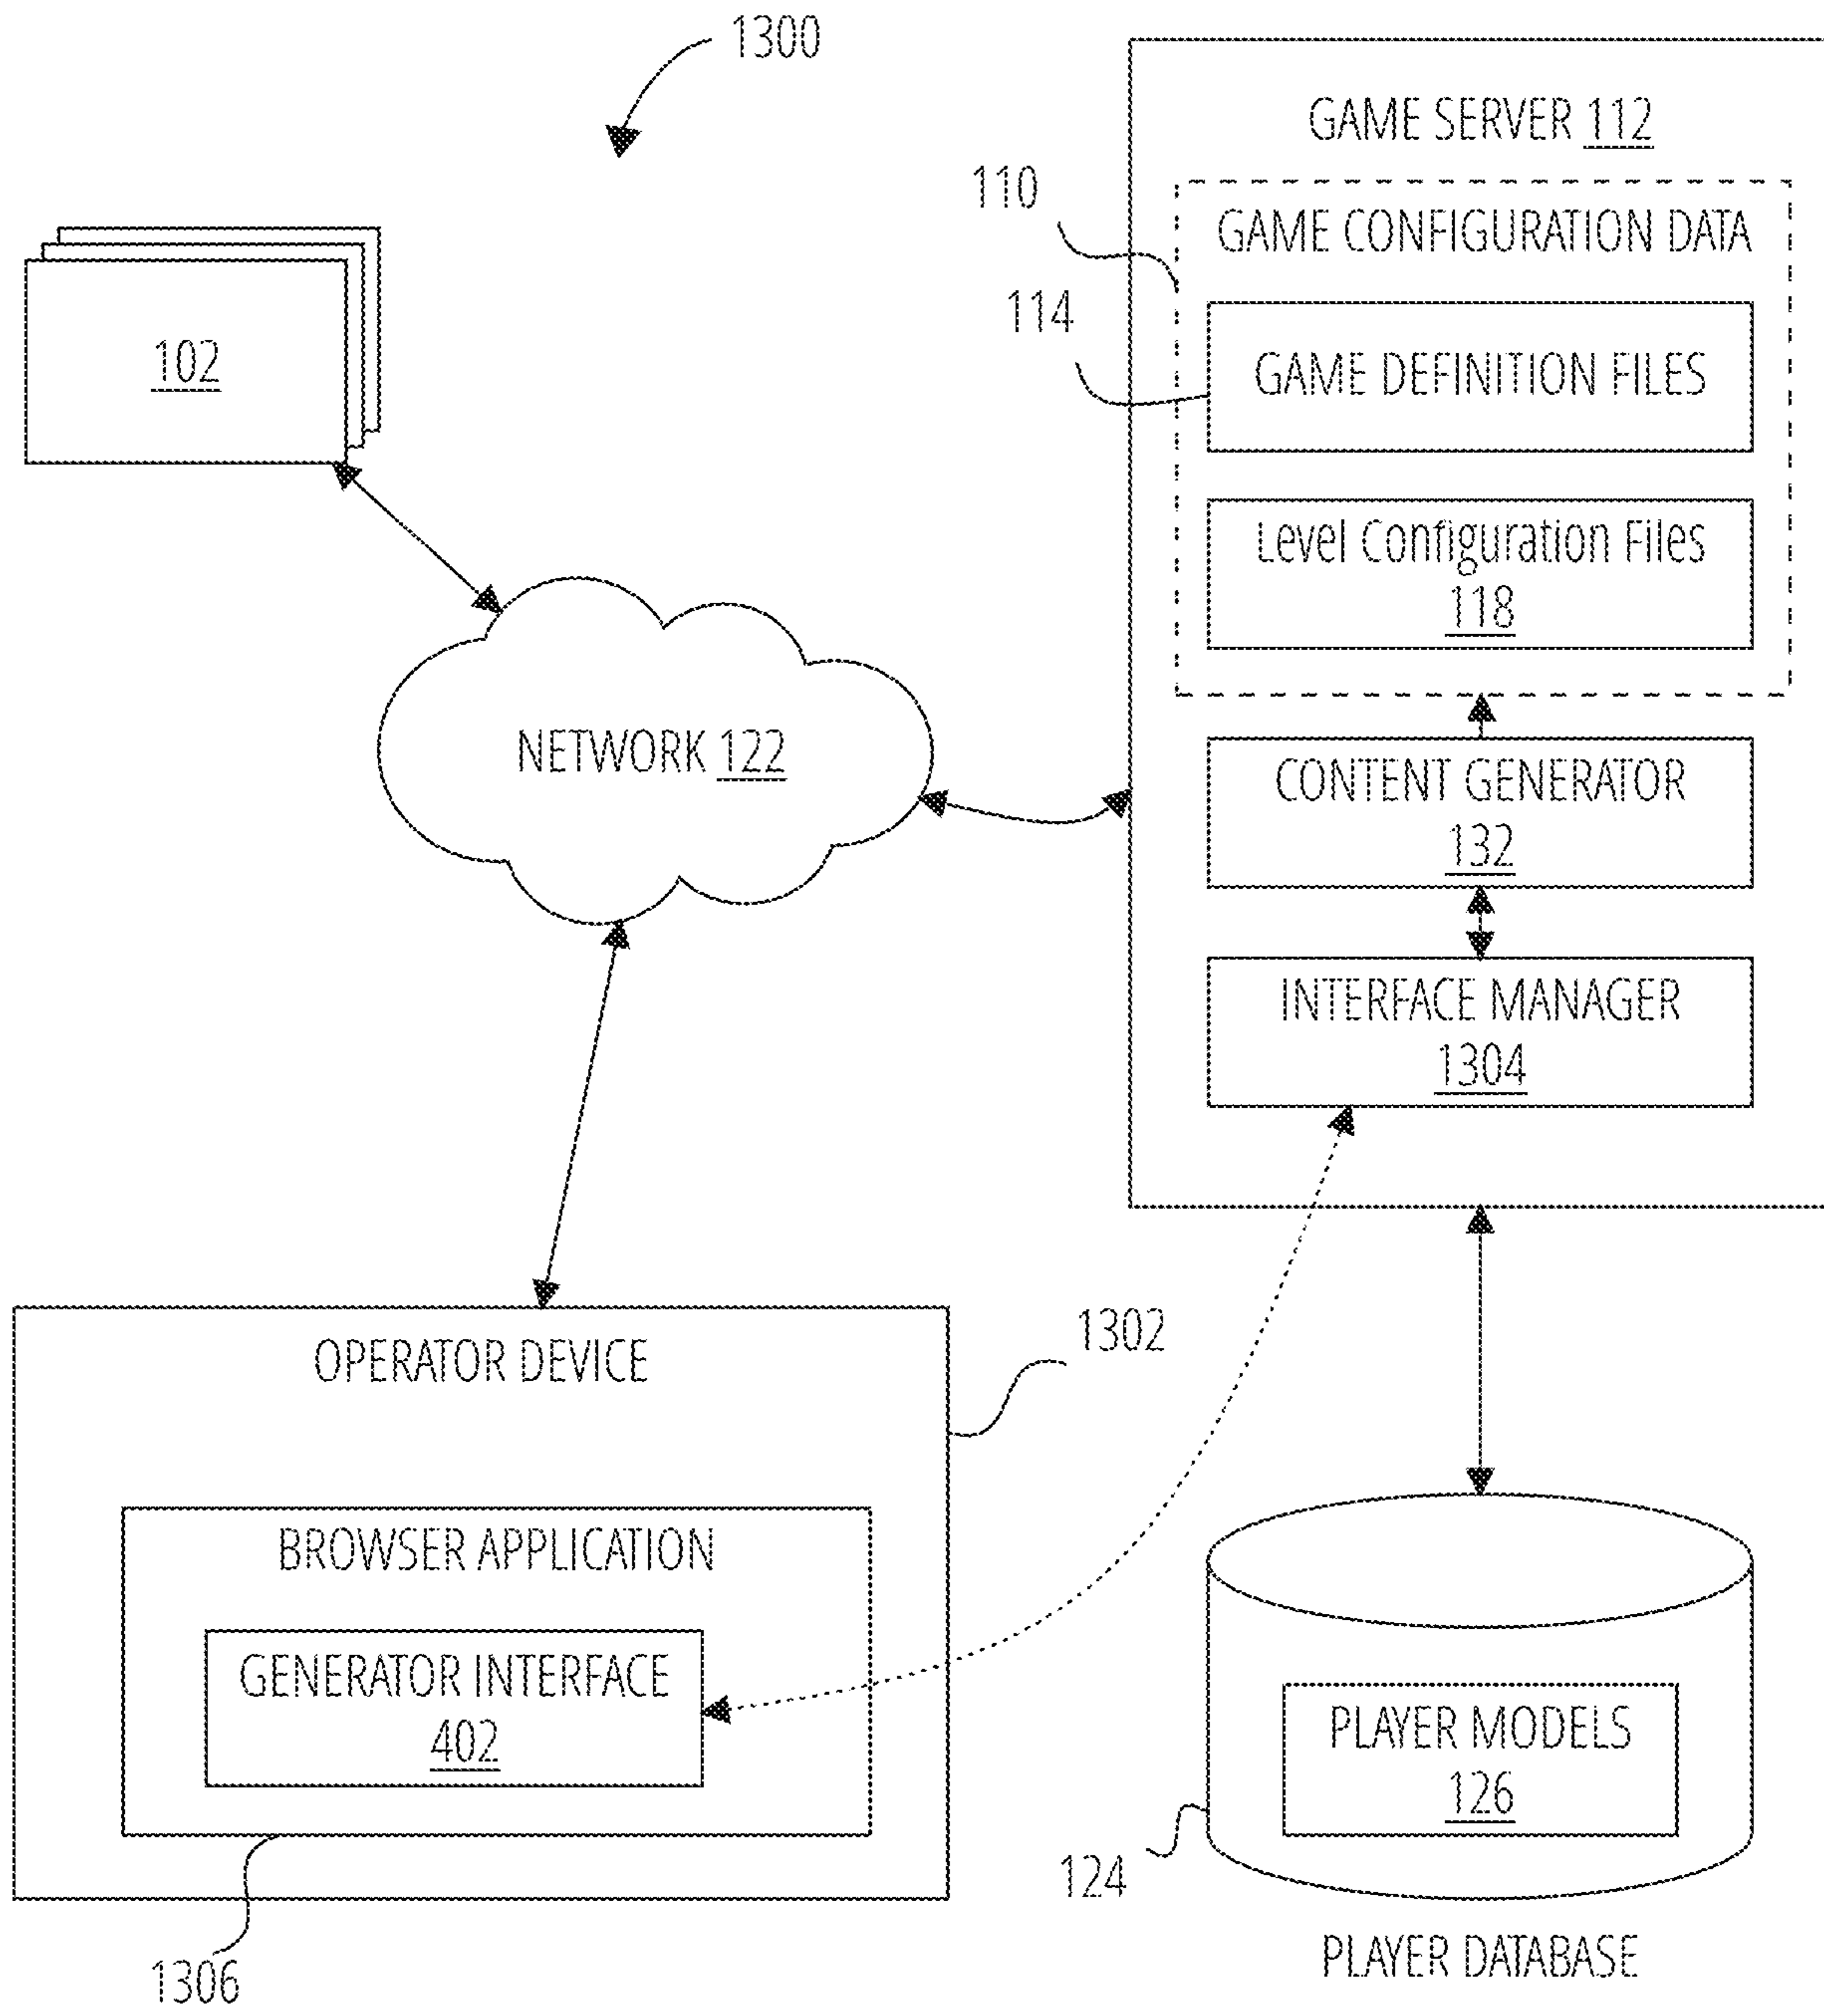 1300
GAME SERVER 112
110
GAME CONFIGURATION DATA
114
GAME DEFINITION FILES
102
Level Configuration Files
118
NETWORK 122
CONTENT GENERATOR
132
INTERFACE MANAGER
1304
1302
OPERATOR DEVICE
BROWSER APPLICATION
GENERATOR INTERFACE
402
PLAYER MODELS
126
124
1306
PLAYER DATABASE